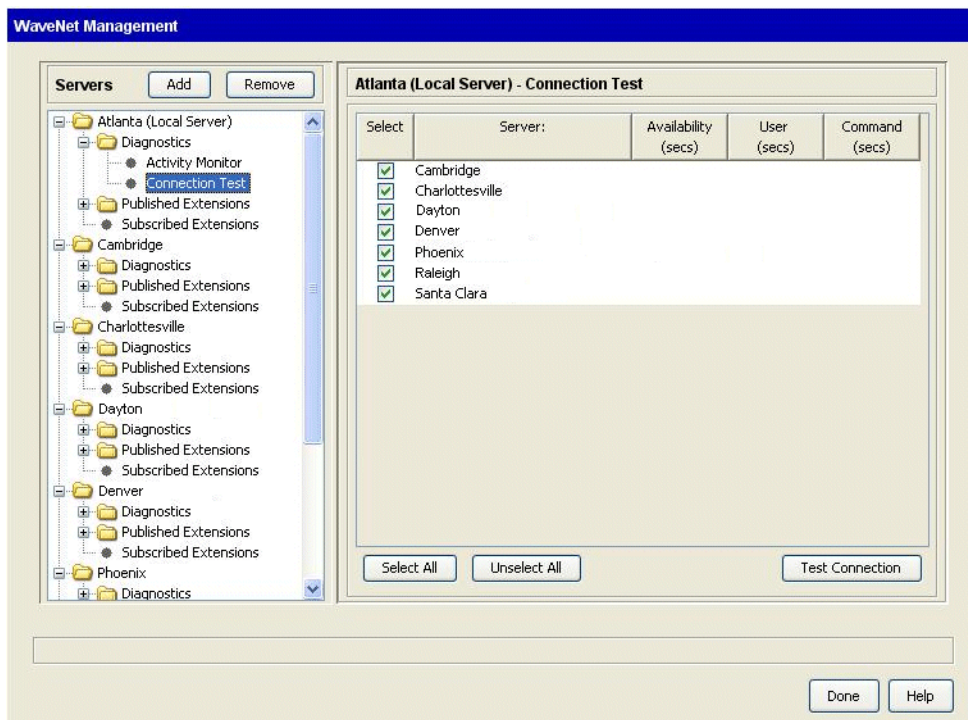 WaveNet Management
Servers
Add
Remove
Atlanta (Local Server)
Diagnostics
Activity Monitor
Connection Test
Published Extensions
Subscribed Extensions
Cambridge
Diagnostics
Published Extensions
Subscribed Extensions
Charlottesville
Diagnostics
Published Extensions
Subscribed Extensions
Dayton
Diagnostics
Published Extensions
Subscribed Extensions
Denver
Diagnostics
Published Extensions
Subscribed Extensions
Phoenix
Diagnostics
Atlanta (Local Server) - Connection Test
Select Server: Availability (secs) User (secs) Command (secs)
Cambridge
Charlottesville
Dayton
Denver
Phoenix
Raleigh
Santa Clara
Select All
Unselect All
Test Connection
Done
Help